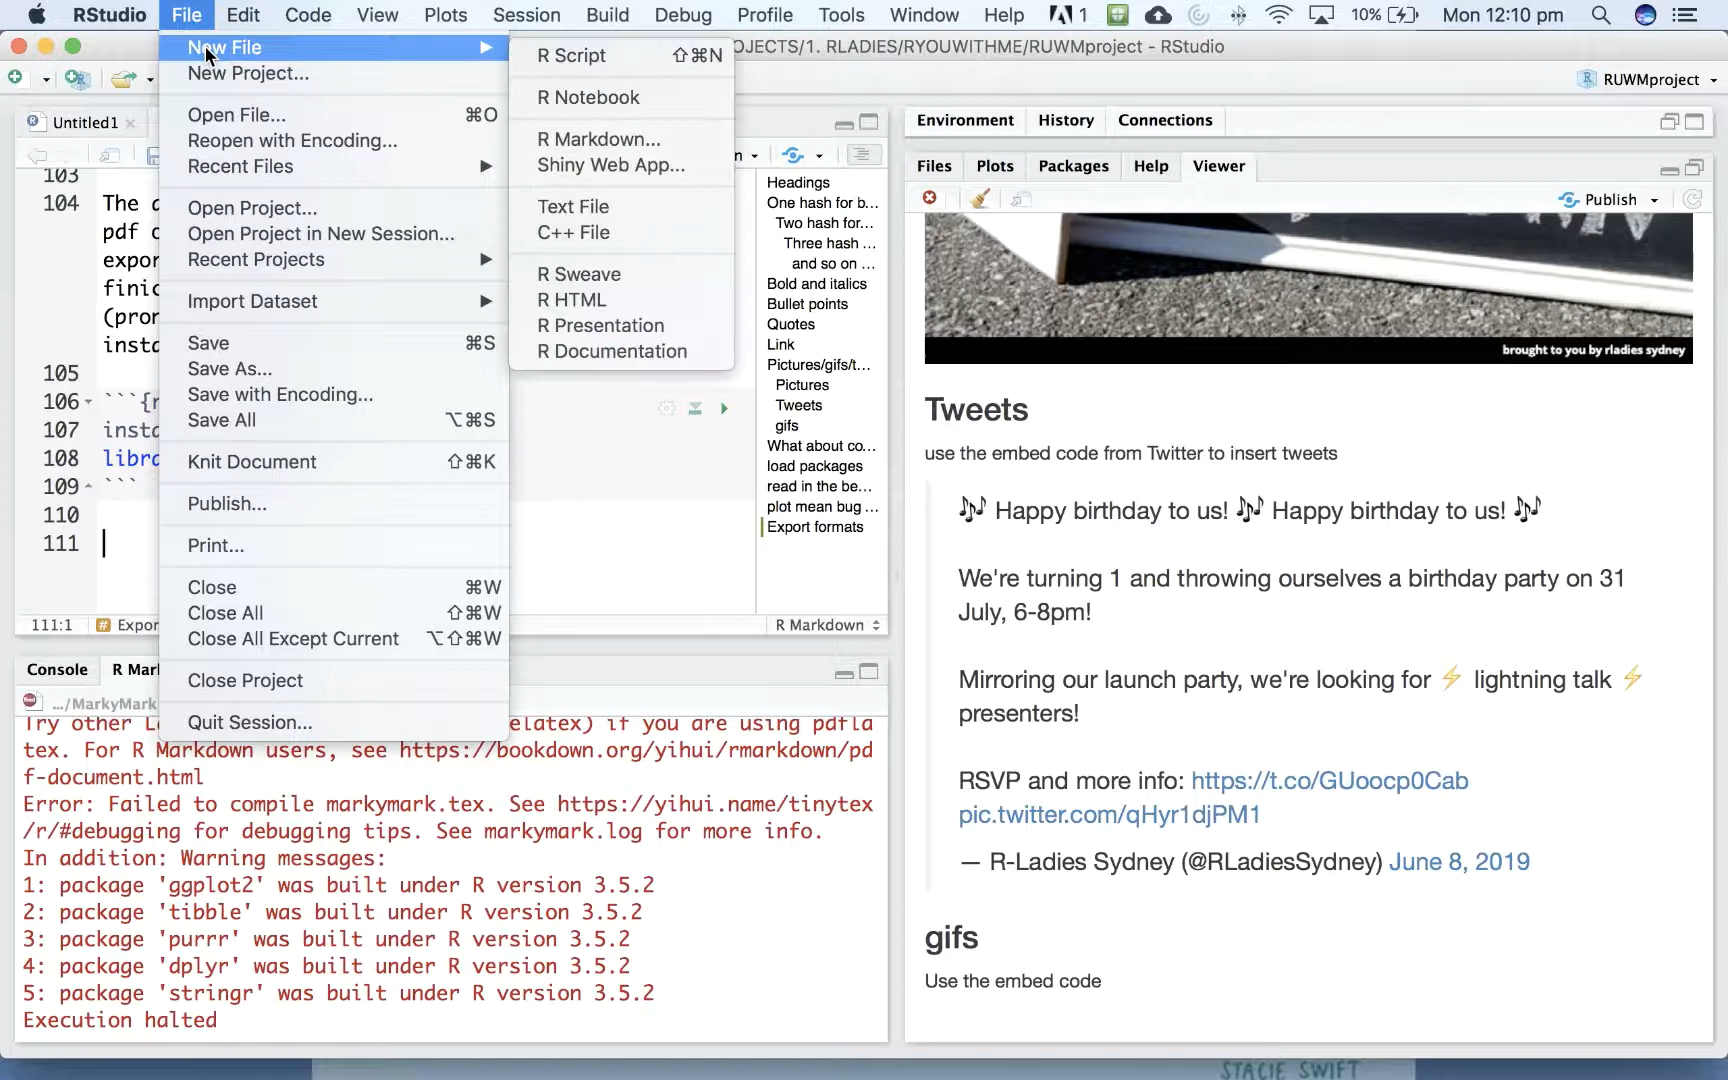 RStudio File Edit Code View Plots Session Build Debug Profile Tools Window Help 1 10% Mon 12:10 pm
OJECTS/1. RLADIES/RYOUWITHME/RUWMproject - RStudio
RUWMproject
New File
New Project...
Open File... ⌘O
Reopen with Encoding...
Recent Files
Open Project...
Open Project in New Session...
Recent Projects
Import Dataset
Save ⌘S
Save As...
Save with Encoding...
Save All ⌥⌘S
Knit Document ⇧⌘K
Publish...
Print...
Close ⌘W
Close All ⇧⌘W
Close All Except Current ⌥⇧⌘W
Close Project
Quit Session...
R Script ⇧⌘N
R Notebook
R Markdown...
Shiny Web App...
Text File
C++ File
R Sweave
R HTML
R Presentation
R Documentation
Untitled1
103
104 The
pdf
expor
finic
(pror
insta
105
106 ```{r
107 insta
108 libra
109 ```
110
111
111:1 # Expor R Markdown
Headings
One hash for b...
Two hash for...
Three hash ...
and so on ...
Bold and italics
Bullet points
Quotes
Link
Pictures/gifs/t...
Pictures
Tweets
gifs
What about co...
load packages
read in the be...
plot mean bug ...
Export formats
Console R Mar
.../MarkyMark
Try other L elatex) if you are using pdfla
tex. For R Markdown users, see https://bookdown.org/yihui/rmarkdown/pd
f-document.html
Error: Failed to compile markymark.tex. See https://yihui.name/tinytex
/r/#debugging for debugging tips. See markymark.log for more info.
In addition: Warning messages:
1: package 'ggplot2' was built under R version 3.5.2
2: package 'tibble' was built under R version 3.5.2
3: package 'purrr' was built under R version 3.5.2
4: package 'dplyr' was built under R version 3.5.2
5: package 'stringr' was built under R version 3.5.2
Execution halted
Environment History Connections
Files Plots Packages Help Viewer
Publish
brought to you by rladies sydney
Tweets
use the embed code from Twitter to insert tweets
🎶 Happy birthday to us! 🎶 Happy birthday to us! 🎶
We're turning 1 and throwing ourselves a birthday party on 31
July, 6-8pm!
Mirroring our launch party, we're looking for ⚡ lightning talk ⚡
presenters!
RSVP and more info: https://t.co/GUoocp0Cab
pic.twitter.com/qHyr1djPM1
— R-Ladies Sydney (@RLadiesSydney) June 8, 2019
gifs
Use the embed code
STACIE SWIFT